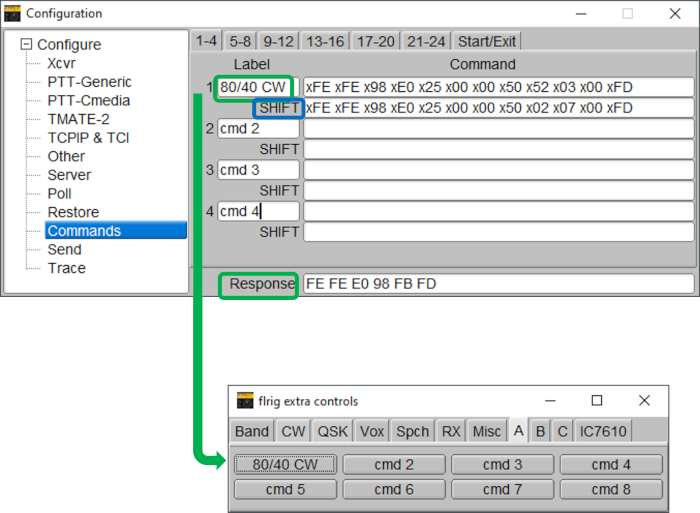 Configuration
Configure
Xcvr
PTT-Generic
PTT-Cmedia
TMATE-2
TCPIP & TCI
Other
Server
Poll
Restore
Commands
Send
Trace
1-4 5-8 9-12 13-16 17-20 21-24 Start/Exit
Label Command
1 80/40 CW xFE xFE x98 xE0 x25 x00 x00 x50 x52 x03 x00 xFD
SHIFT xFE xFE x98 xE0 x25 x00 x00 x50 x02 x07 x00 xFD
2 cmd 2
SHIFT
3 cmd 3
SHIFT
4 cmd 4
SHIFT
Response FE FE E0 98 FB FD
flrig extra controls
Band CW QSK Vox Spch RX Misc A B C IC7610
80/40 CW cmd 2 cmd 3 cmd 4
cmd 5 cmd 6 cmd 7 cmd 8